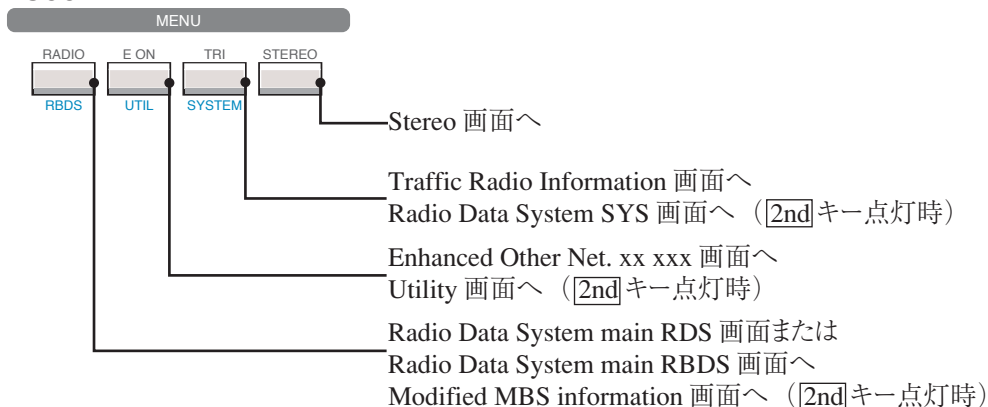 MENU
RADIO E ON TRI STEREO
RBDS UTIL SYSTEM
Stereo 画面へ
Traffic Radio Information 画面へ
Radio Data System SYS 画面へ （2ndキー点灯時）
Enhanced Other Net. xx xxx 画面へ
Utility 画面へ （2ndキー点灯時）
Radio Data System main RDS 画面または
Radio Data System main RBDS 画面へ
Modified MBS information 画面へ （2ndキー点灯時）